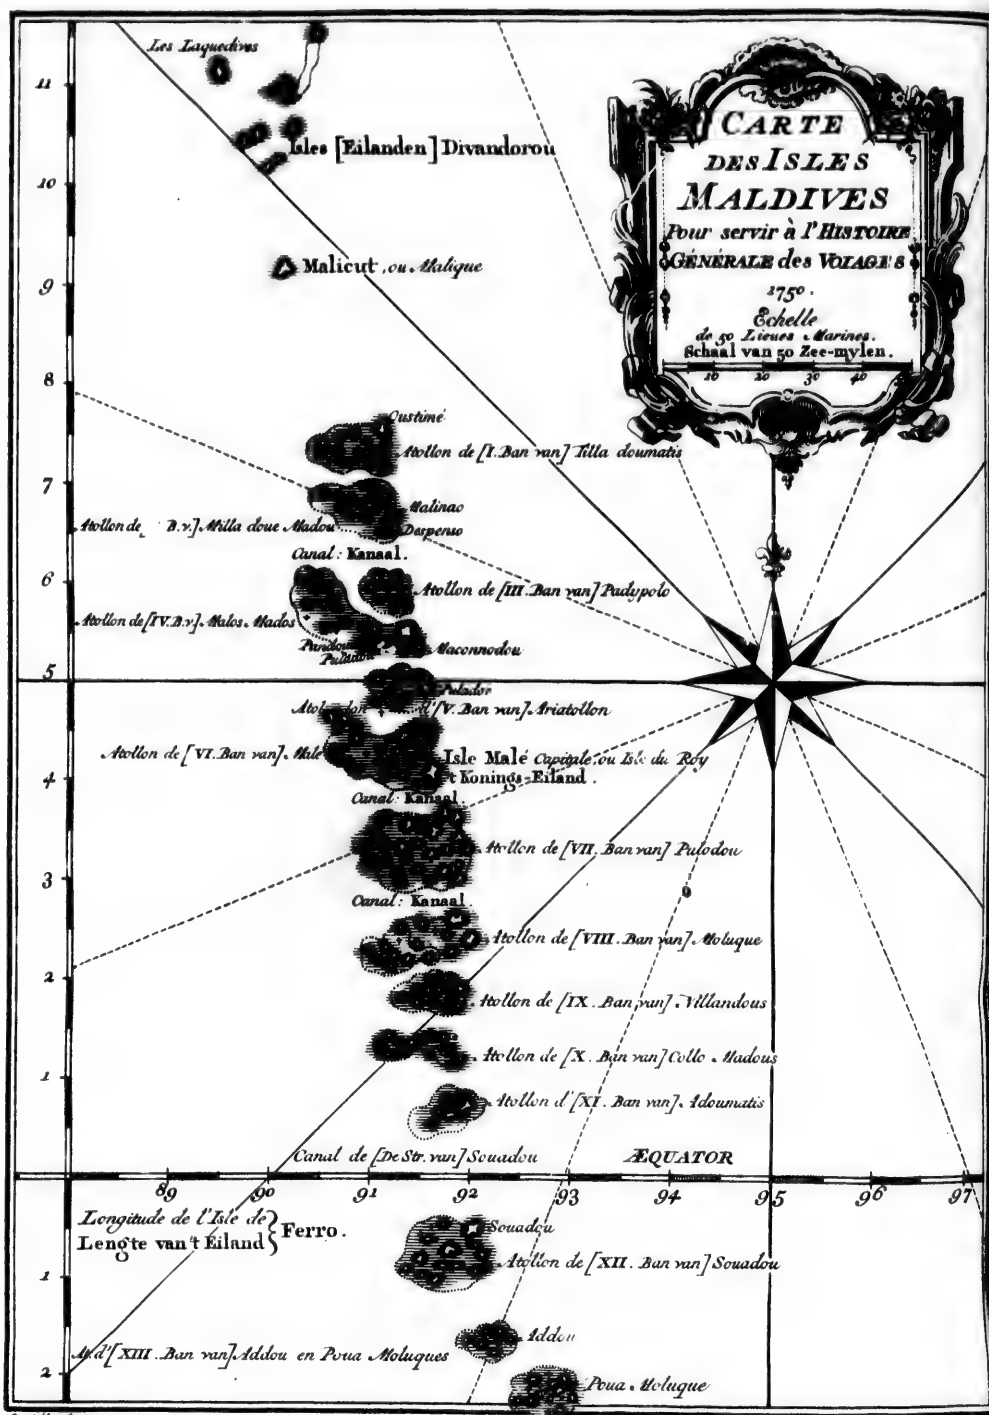 CARTE
DES ISLES
MALDIVES
Pour servir à l'HISTOIRE
GÉNÉRALE des VOIAGES
1750.
Echelle
de 50 Lieues Marines.
Schaal van 50 Zee-mylen.
10 20 30 40
Les Laquedives
11
Isles [Eilanden] Divandorou
10
Malicut, ou Malique
9
8
Oustimé
Atollon de [I. Ban van] Tilla doumatis
7
Malinao
Atollon de B.v.] Milla doue Madou
Despenso
Canal: Kanaal.
6
Atollon de [III. Ban van] Padypolo
Atollon de [IV. B.v.] Malos Mados
Maconnodou
5
Pulador
d'[V. Ban van] Ariatollon
Atollon de [VI. Ban van] Male
Isle Malé Capitale, ou Isle du Roy
't Konings-Eiland.
4
Canal: Kanaal.
Atollon de [VII. Ban van] Pulodou
3
Canal: Kanaal.
Atollon de [VIII. Ban van] Moluque
2
Atollon de [IX. Ban van] Villandous
Atollon de [X. Ban van] Collo Madous
1
Atollon d'[XI. Ban van] Adoumatis
Canal de [De Str. van] Souadou
ÆQUATOR
89 90 91 92 93 94 95 96 97
Longitude de l'Isle de
Lengte van 't Eiland
Ferro.
Souadou
1
Atollon de [XII. Ban van] Souadou
Addou
At. d'[XIII. Ban van] Addou en Poua Moluques
2
Poua Moluque